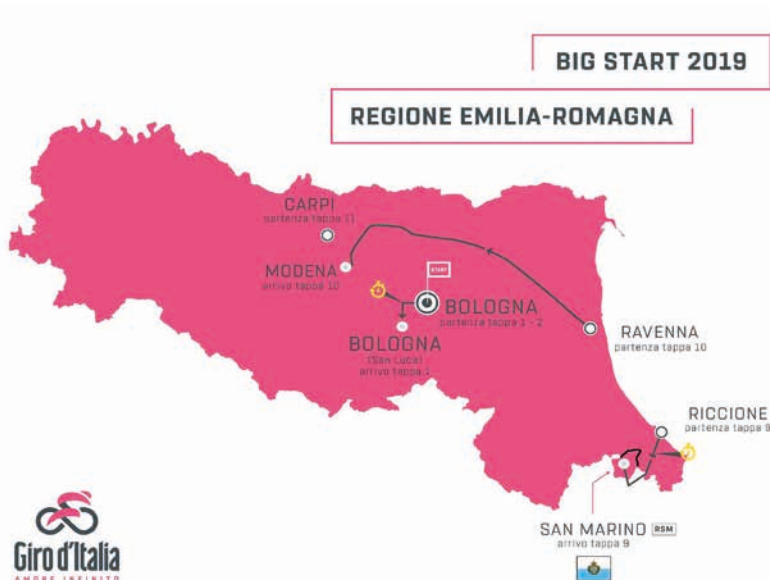 BIG START 2019
REGIONE EMILIA-ROMAGNA
CARPI
partenza tappa 11
MODENA
arrivo tappa 10
START
BOLOGNA
partenza tappa 1 - 2
BOLOGNA
(San Luca)
arrivo tappa 1
RAVENNA
partenza tappa 10
RICCIONE
partenza tappa 9
SAN MARINO RSM
arrivo tappa 9
Giro d'Italia
AMORE INFINITO